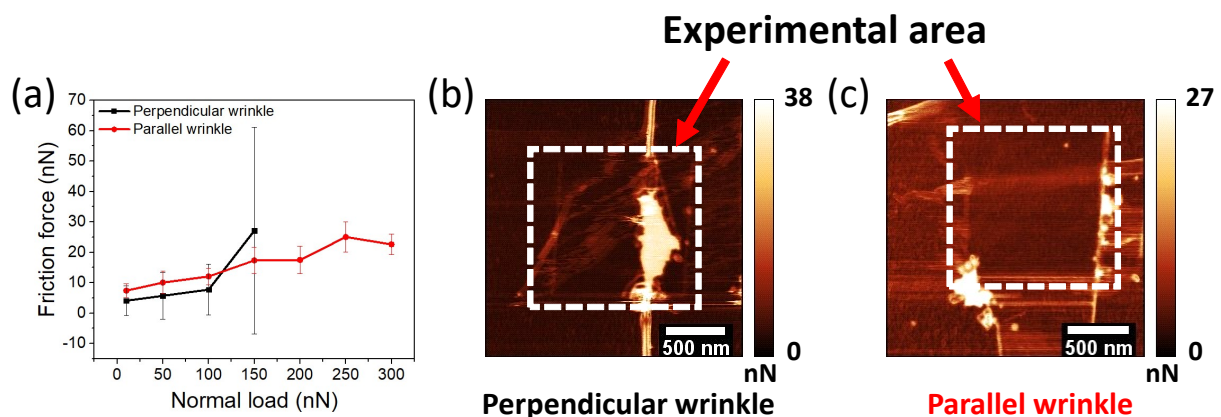 Experimental area
(a)
70
60
50
40
30
20
10
0
-10
Friction force (nN)
Perpendicular wrinkle
Parallel wrinkle
0 50 100 150 200 250 300
Normal load (nN)
(b)
38
0
nN
500 nm
Perpendicular wrinkle
(c)
27
0
nN
500 nm
Parallel wrinkle